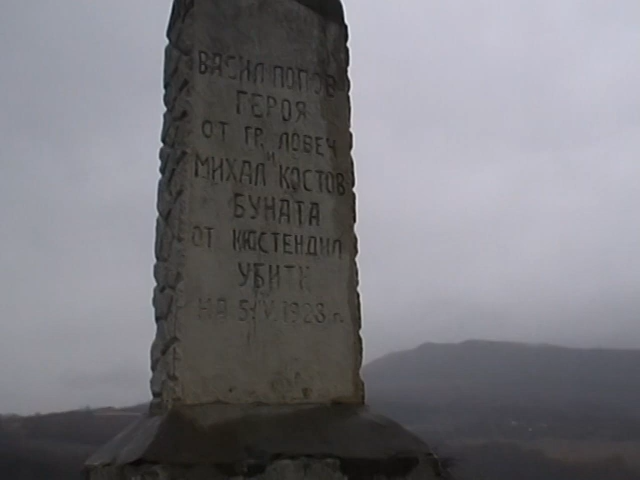 ВАСИЛ ПОПОВ
ГЕРОЯ
ОТ ГР. ЛОВЕЧ
И
МИХАЛ КОСТОВ
БУНАТА
ОТ КЮСТЕНДИЛ
УБИТИ
НА 5. V. 1923 г.